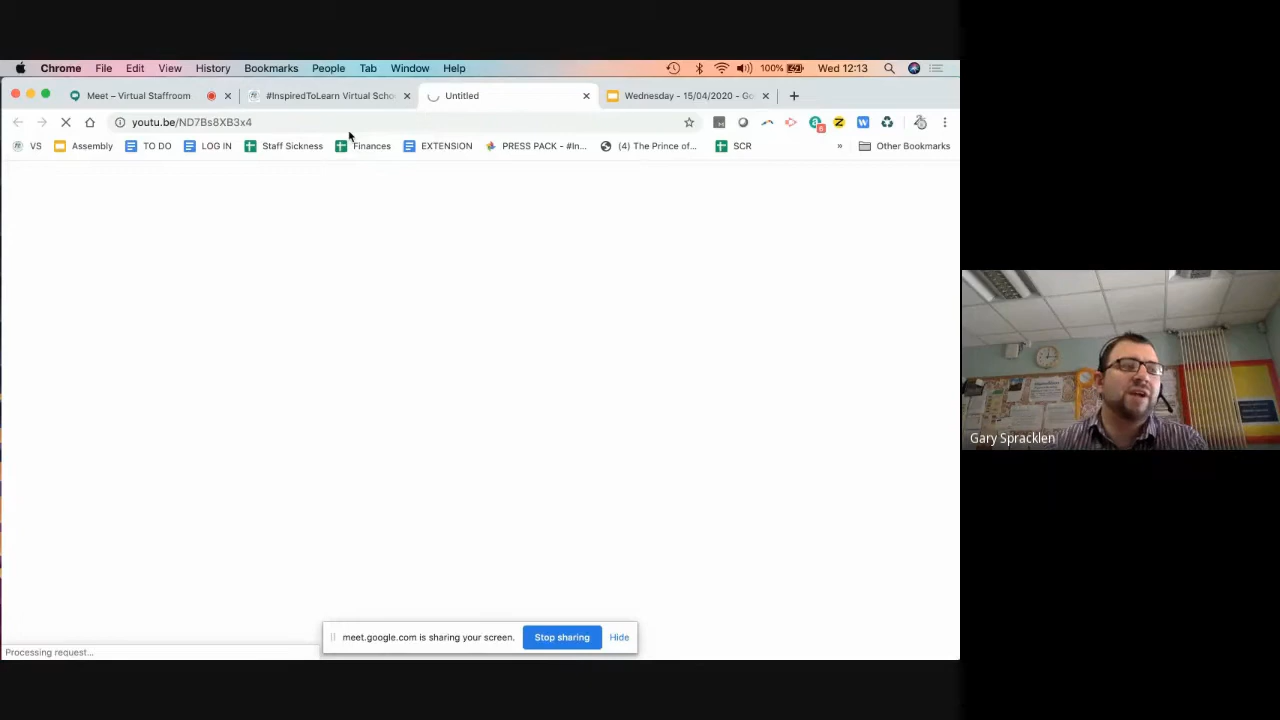 Chrome File Edit View History Bookmarks People Tab Window Help 100% Wed 12:13
Meet – Virtual Staffroom #InspiredToLearn Virtual Scho Untitled Wednesday - 15/04/2020 - Go
youtu.be/ND7Bs8XB3x4
VS Assembly TO DO LOG IN Staff Sickness Finances EXTENSION PRESS PACK - #In... (4) The Prince of... SCR » Other Bookmarks
Gary Spracklen
meet.google.com is sharing your screen. Stop sharing Hide
Processing request...